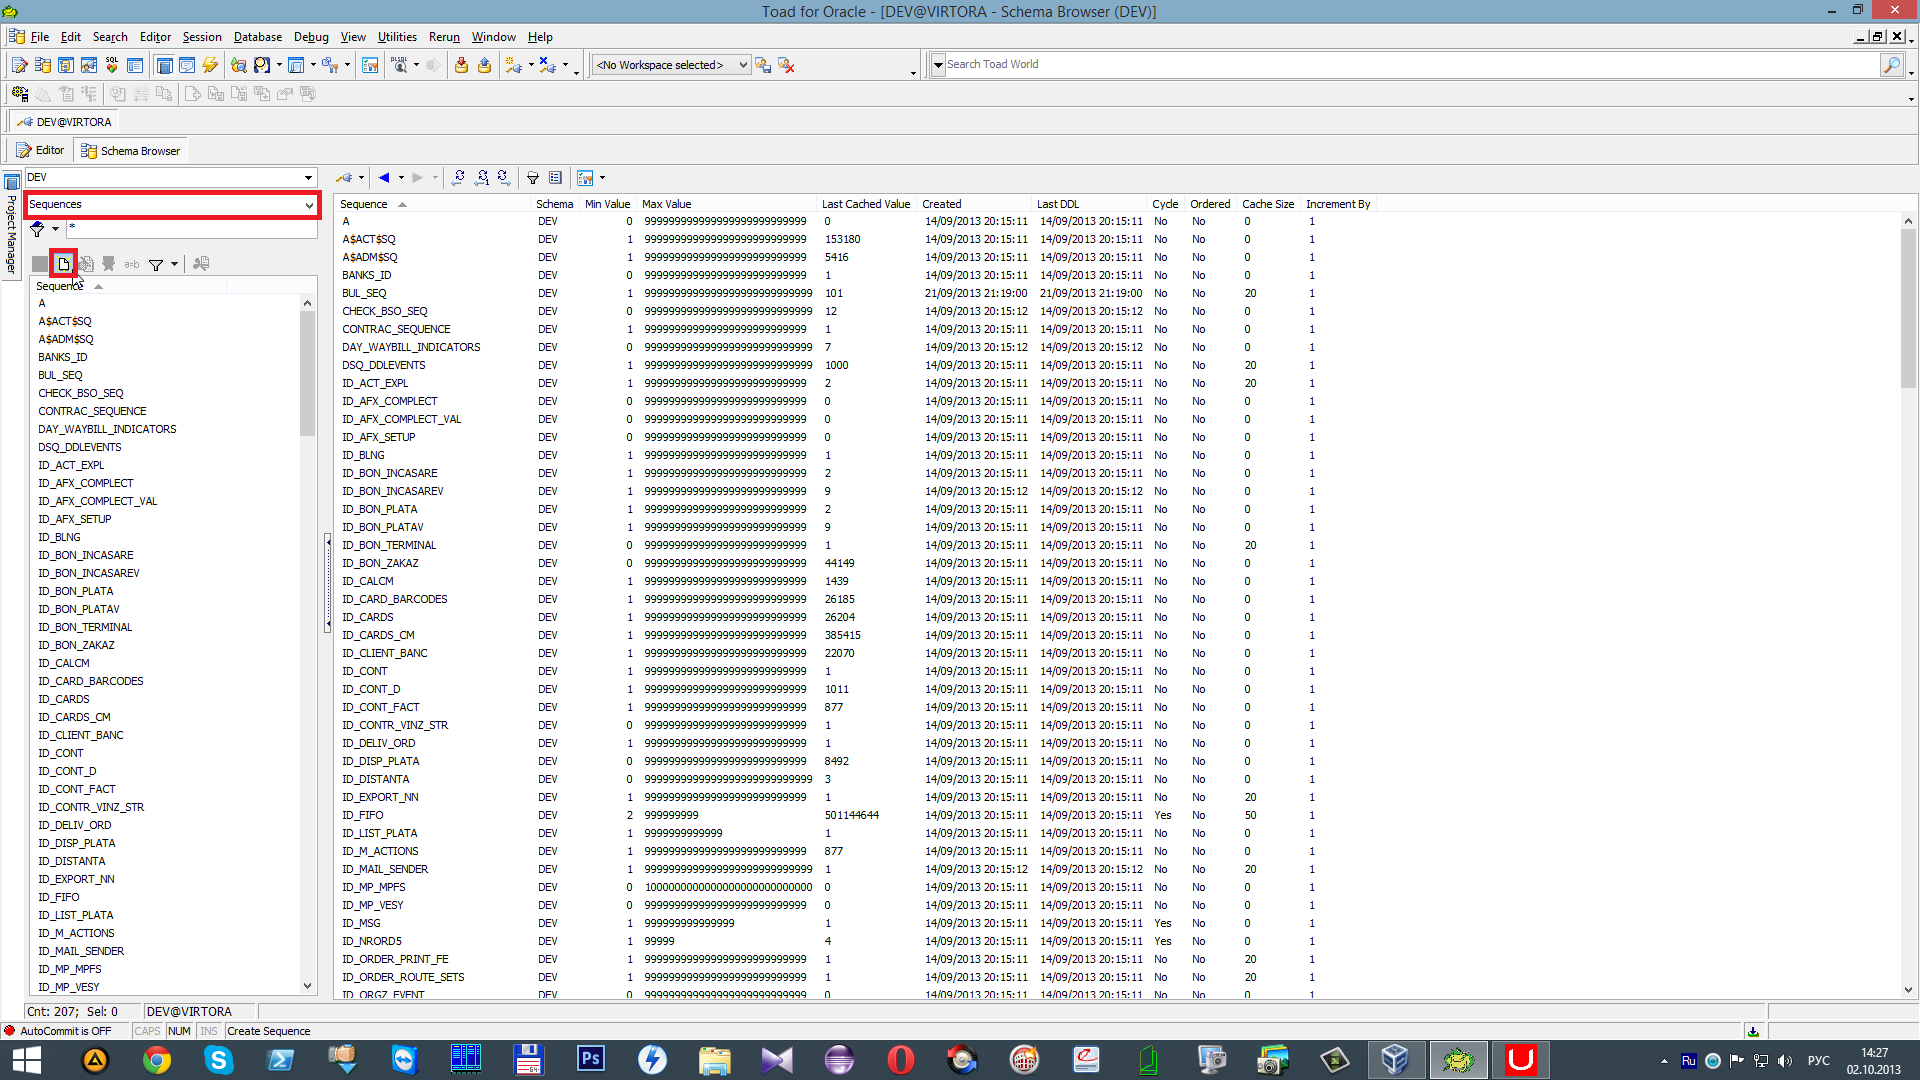 Toad for Oracle - [DEV@VIRTORA - Schema Browser (DEV)]
File Edit Search Editor Session Database Debug View Utilities Rerun Window Help
SQL
<No Workspace selected>
Search Toad World
DEV@VIRTORA
Editor Schema Browser
Project Manager
DEV
Sequences
*
a=b
Sequence
A
A$ACT$SQ
A$ADM$SQ
BANKS_ID
BUL_SEQ
CHECK_BSO_SEQ
CONTRAC_SEQUENCE
DAY_WAYBILL_INDICATORS
DSQ_DDLEVENTS
ID_ACT_EXPL
ID_AFX_COMPLECT
ID_AFX_COMPLECT_VAL
ID_AFX_SETUP
ID_BLNG
ID_BON_INCASARE
ID_BON_INCASAREV
ID_BON_PLATA
ID_BON_PLATAV
ID_BON_TERMINAL
ID_BON_ZAKAZ
ID_CALCM
ID_CARD_BARCODES
ID_CARDS
ID_CARDS_CM
ID_CLIENT_BANC
ID_CONT
ID_CONT_D
ID_CONT_FACT
ID_CONTR_VINZ_STR
ID_DELIV_ORD
ID_DISP_PLATA
ID_DISTANTA
ID_EXPORT_NN
ID_FIFO
ID_LIST_PLATA
ID_M_ACTIONS
ID_MAIL_SENDER
ID_MP_MPFS
ID_MP_VESY
Sequence Schema Min Value Max Value Last Cached Value Created Last DDL Cycle Ordered Cache Size Increment By
A DEV 0 999999999999999999999999999 0 14/09/2013 20:15:11 14/09/2013 20:15:11 No No 0 1
A$ACT$SQ DEV 1 999999999999999999999999999 153180 14/09/2013 20:15:11 14/09/2013 20:15:11 No No 0 1
A$ADM$SQ DEV 1 999999999999999999999999999 5416 14/09/2013 20:15:11 14/09/2013 20:15:11 No No 0 1
BANKS_ID DEV 0 9999999999999999999999999999 1 14/09/2013 20:15:11 14/09/2013 20:15:11 No No 0 1
BUL_SEQ DEV 1 9999999999999999999999999999 101 21/09/2013 21:19:00 21/09/2013 21:19:00 No No 20 1
CHECK_BSO_SEQ DEV 0 9999999999999999999999999999 12 14/09/2013 20:15:12 14/09/2013 20:15:12 No No 0 1
CONTRAC_SEQUENCE DEV 1 999999999999999999999999999 1 14/09/2013 20:15:11 14/09/2013 20:15:11 No No 0 1
DAY_WAYBILL_INDICATORS DEV 0 9999999999999999999999999999 7 14/09/2013 20:15:12 14/09/2013 20:15:12 No No 0 1
DSQ_DDLEVENTS DEV 1 9999999999999999999999999999 1000 14/09/2013 20:15:11 14/09/2013 20:15:11 No No 20 1
ID_ACT_EXPL DEV 1 999999999999999999999999999 2 14/09/2013 20:15:11 14/09/2013 20:15:11 No No 20 1
ID_AFX_COMPLECT DEV 0 999999999999999999999999999 0 14/09/2013 20:15:11 14/09/2013 20:15:11 No No 0 1
ID_AFX_COMPLECT_VAL DEV 0 999999999999999999999999999 0 14/09/2013 20:15:11 14/09/2013 20:15:11 No No 0 1
ID_AFX_SETUP DEV 0 999999999999999999999999999 0 14/09/2013 20:15:11 14/09/2013 20:15:11 No No 0 1
ID_BLNG DEV 1 999999999999999999999999999 1 14/09/2013 20:15:11 14/09/2013 20:15:11 No No 0 1
ID_BON_INCASARE DEV 1 999999999999999999999999999 2 14/09/2013 20:15:11 14/09/2013 20:15:11 No No 0 1
ID_BON_INCASAREV DEV 1 999999999999999999999999999 9 14/09/2013 20:15:12 14/09/2013 20:15:12 No No 0 1
ID_BON_PLATA DEV 1 999999999999999999999999999 2 14/09/2013 20:15:11 14/09/2013 20:15:11 No No 0 1
ID_BON_PLATAV DEV 1 999999999999999999999999999 9 14/09/2013 20:15:11 14/09/2013 20:15:11 No No 0 1
ID_BON_TERMINAL DEV 0 999999999999999999999999999 1 14/09/2013 20:15:11 14/09/2013 20:15:11 No No 20 1
ID_BON_ZAKAZ DEV 0 999999999999999999999999999 44149 14/09/2013 20:15:11 14/09/2013 20:15:11 No No 0 1
ID_CALCM DEV 1 999999999999999999999999999 1439 14/09/2013 20:15:11 14/09/2013 20:15:11 No No 0 1
ID_CARD_BARCODES DEV 1 999999999999999999999999999 26185 14/09/2013 20:15:11 14/09/2013 20:15:11 No No 0 1
ID_CARDS DEV 1 999999999999999999999999999 26204 14/09/2013 20:15:11 14/09/2013 20:15:11 No No 0 1
ID_CARDS_CM DEV 1 999999999999999999999999999 385415 14/09/2013 20:15:11 14/09/2013 20:15:11 No No 0 1
ID_CLIENT_BANC DEV 1 999999999999999999999999999 22070 14/09/2013 20:15:11 14/09/2013 20:15:11 No No 0 1
ID_CONT DEV 1 999999999999999999999999999 1 14/09/2013 20:15:11 14/09/2013 20:15:11 No No 0 1
ID_CONT_D DEV 1 999999999999999999999999999 1011 14/09/2013 20:15:11 14/09/2013 20:15:11 No No 0 1
ID_CONT_FACT DEV 1 999999999999999999999999999 877 14/09/2013 20:15:11 14/09/2013 20:15:11 No No 0 1
ID_CONTR_VINZ_STR DEV 0 999999999999999999999999999 1 14/09/2013 20:15:11 14/09/2013 20:15:11 No No 0 1
ID_DELIV_ORD DEV 1 999999999999999999999999999 1 14/09/2013 20:15:11 14/09/2013 20:15:11 No No 0 1
ID_DISP_PLATA DEV 0 999999999999999999999999999 8492 14/09/2013 20:15:11 14/09/2013 20:15:11 No No 0 1
ID_DISTANTA DEV 0 9999999999999999999999999999 3 14/09/2013 20:15:11 14/09/2013 20:15:11 No No 0 1
ID_EXPORT_NN DEV 1 999999999999999999999999999 1 14/09/2013 20:15:11 14/09/2013 20:15:11 No No 20 1
ID_FIFO DEV 2 999999999 501144644 14/09/2013 20:15:11 14/09/2013 20:15:11 Yes No 50 1
ID_LIST_PLATA DEV 1 9999999999999 1 14/09/2013 20:15:11 14/09/2013 20:15:11 No No 0 1
ID_M_ACTIONS DEV 1 999999999999999999999999999 877 14/09/2013 20:15:11 14/09/2013 20:15:11 No No 0 1
ID_MAIL_SENDER DEV 1 9999999999999999999999999999 1 14/09/2013 20:15:12 14/09/2013 20:15:12 No No 20 1
ID_MP_MPFS DEV 0 1000000000000000000000000000 0 14/09/2013 20:15:11 14/09/2013 20:15:11 No No 0 1
ID_MP_VESY DEV 0 999999999999999999999999999 0 14/09/2013 20:15:11 14/09/2013 20:15:11 No No 0 1
ID_MSG DEV 1 999999999999999 1 14/09/2013 20:15:11 14/09/2013 20:15:11 Yes No 0 1
ID_NRORD5 DEV 1 99999 4 14/09/2013 20:15:11 14/09/2013 20:15:11 Yes No 0 1
ID_ORDER_PRINT_FE DEV 1 999999999999999999999999999 1 14/09/2013 20:15:11 14/09/2013 20:15:11 No No 20 1
ID_ORDER_ROUTE_SETS DEV 1 999999999999999999999999999 1 14/09/2013 20:15:11 14/09/2013 20:15:11 No No 20 1
ID_ORGZ_EVENT DEV 0 999999999999999999999999999 0 14/09/2013 20:15:11 14/09/2013 20:15:11 No No 0 1
Cnt: 207; Sel: 0 DEV@VIRTORA
AutoCommit is OFF CAPS NUM INS Create Sequence
64
Ps
Ru
РУС
14:27
02.10.2013